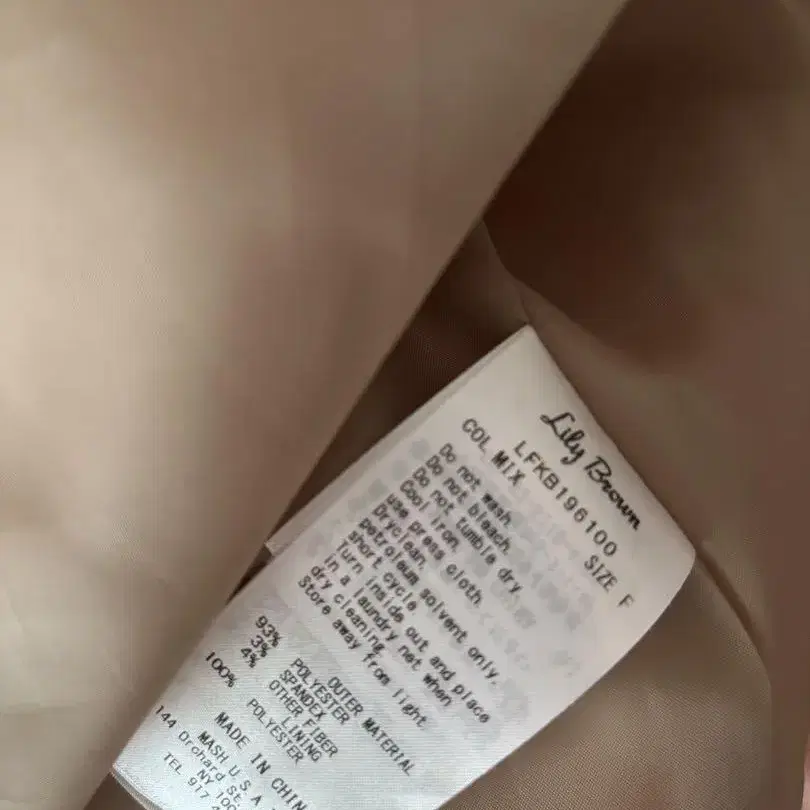 Lily Brown
LFKB196100
COL MIX SIZE F
Do not wash.
Do not bleach.
Do not tumble dry.
Cool iron,
use press cloth.
Dryclean,
petroleum solvent only.
short cycle
Turn inside out and place
in a laundry net when
dry cleaning.
Store away from light.
OUTER MATERIAL
93% POLYESTER
3% SPANDEX
4% OTHER FIBER
LINING
100% POLYESTER
MADE IN CHIN
MASH U.S.A
144 Orchard St.
NY 100
TEL 917